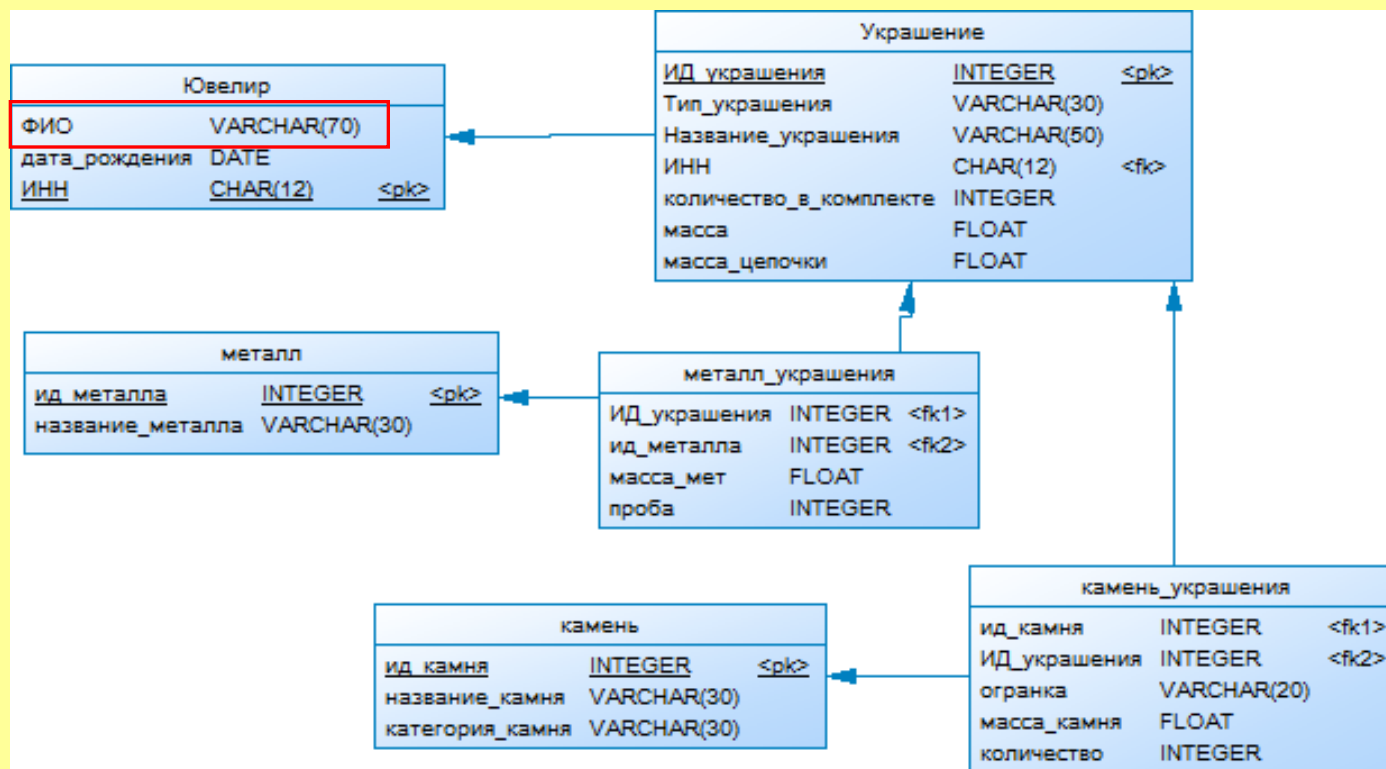 Ювелир
ФИО VARCHAR(70)
дата_рождения DATE
ИНН CHAR(12) <pk>
Украшение
ИД_украшения INTEGER <pk>
Тип_украшения VARCHAR(30)
Название_украшения VARCHAR(50)
ИНН CHAR(12) <fk>
количество_в_комплекте INTEGER
масса FLOAT
масса_цепочки FLOAT
металл
ид_металла INTEGER <pk>
название_металла VARCHAR(30)
металл_украшения
ИД_украшения INTEGER <fk1>
ид_металла INTEGER <fk2>
масса_мет FLOAT
проба INTEGER
камень
ид_камня INTEGER <pk>
название_камня VARCHAR(30)
категория_камня VARCHAR(30)
камень_украшения
ид_камня INTEGER <fk1>
ИД_украшения INTEGER <fk2>
огранка VARCHAR(20)
масса_камня FLOAT
количество INTEGER